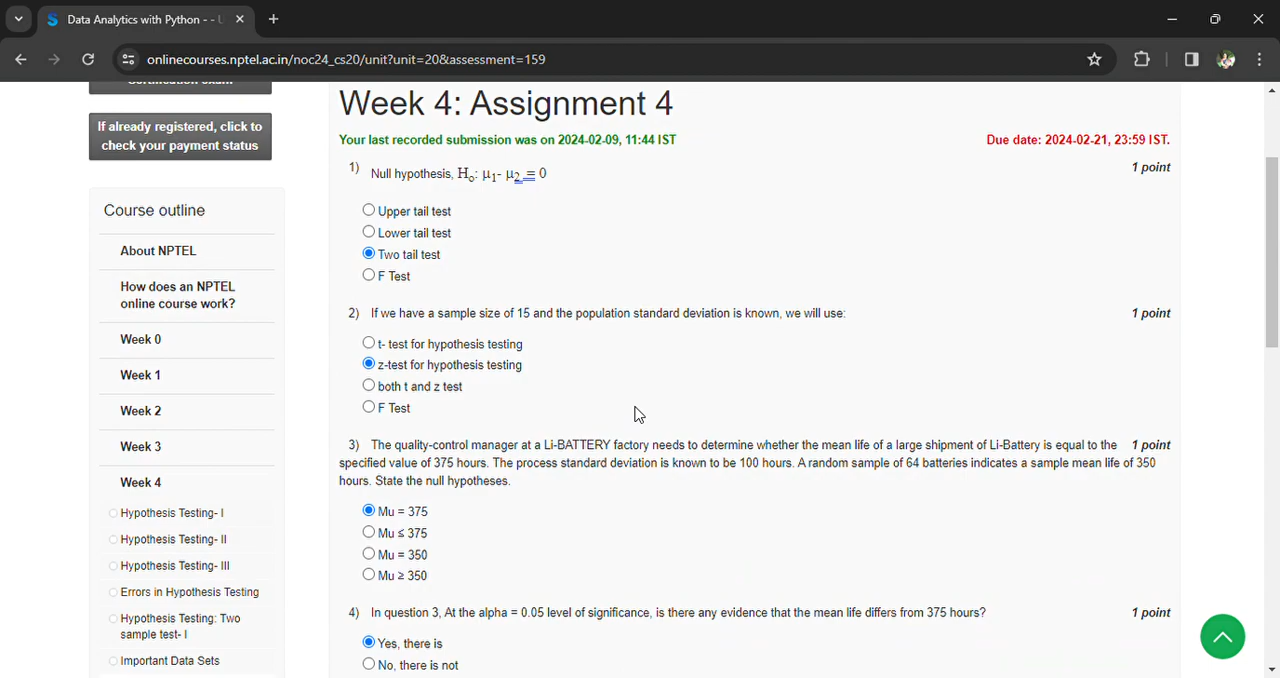 Data Analytics with Python - - U
onlinecourses.nptel.ac.in/noc24_cs20/unit?unit=20&assessment=159
If already registered, click to
check your payment status
Course outline
About NPTEL
How does an NPTEL
online course work?
Week 0
Week 1
Week 2
Week 3
Week 4
Hypothesis Testing- I
Hypothesis Testing- II
Hypothesis Testing- III
Errors in Hypothesis Testing
Hypothesis Testing: Two
sample test- I
Important Data Sets
Week 4: Assignment 4
Your last recorded submission was on 2024-02-09, 11:44 IST Due date: 2024-02-21, 23:59 IST.
1) Null hypothesis, Ho: μ1- μ2 = 0 1 point
Upper tail test
Lower tail test
Two tail test
F Test
2) If we have a sample size of 15 and the population standard deviation is known, we will use: 1 point
t- test for hypothesis testing
z-test for hypothesis testing
both t and z test
F Test
3) The quality-control manager at a Li-BATTERY factory needs to determine whether the mean life of a large shipment of Li-Battery is equal to the 1 point
specified value of 375 hours. The process standard deviation is known to be 100 hours. A random sample of 64 batteries indicates a sample mean life of 350
hours. State the null hypotheses.
Mu = 375
Mu ≤ 375
Mu = 350
Mu ≥ 350
4) In question 3, At the alpha = 0.05 level of significance, is there any evidence that the mean life differs from 375 hours? 1 point
Yes, there is
No, there is not